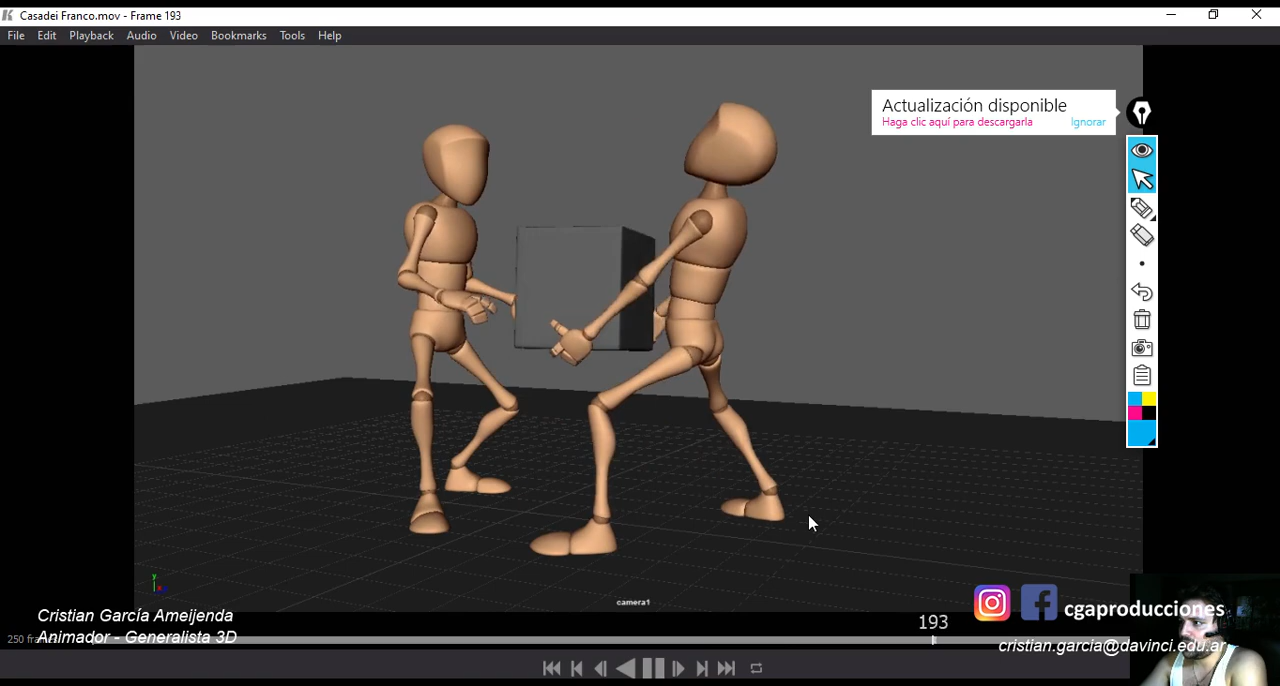 Casadei Franco.mov - Frame 193
File Edit Playback Audio Video Bookmarks Tools Help
Actualización disponible
Haga clic aquí para descargarla Ignorar
camera1
y
x
Cristian García Ameijenda
Animador - Generalista 3D
250
193
cgaproducciones
cristian.garcia@davinci.edu.ar